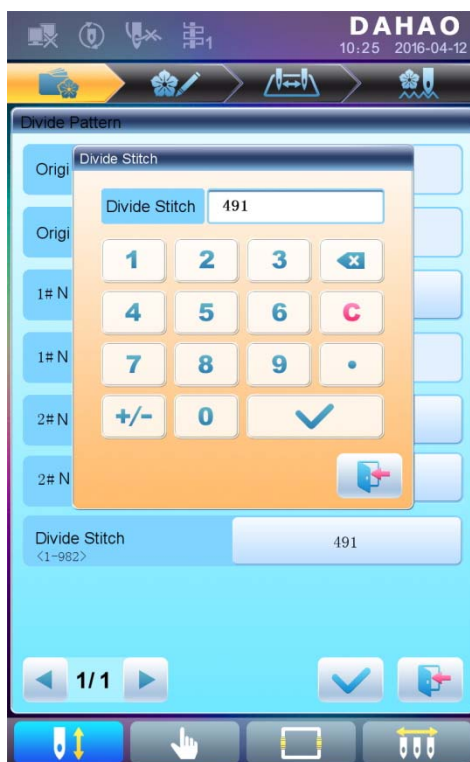 DAHAO
10:25 2016-04-12
1
Divide Pattern
Origi
Divide Stitch
Divide Stitch 491
Origi
1 2 3
1# N
4 5 6 C
1# N
7 8 9 •
2# N
+/- 0
2# N
Divide Stitch 491
<1-982>
1/1